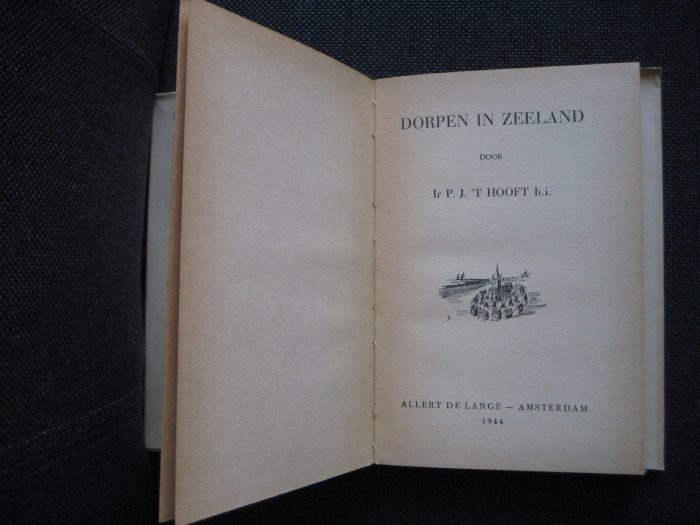 DORPEN IN ZEELAND
DOOR
Ir P. J. 'T HOOFT b.i.
ALLERT DE LANGE — AMSTERDAM
1944